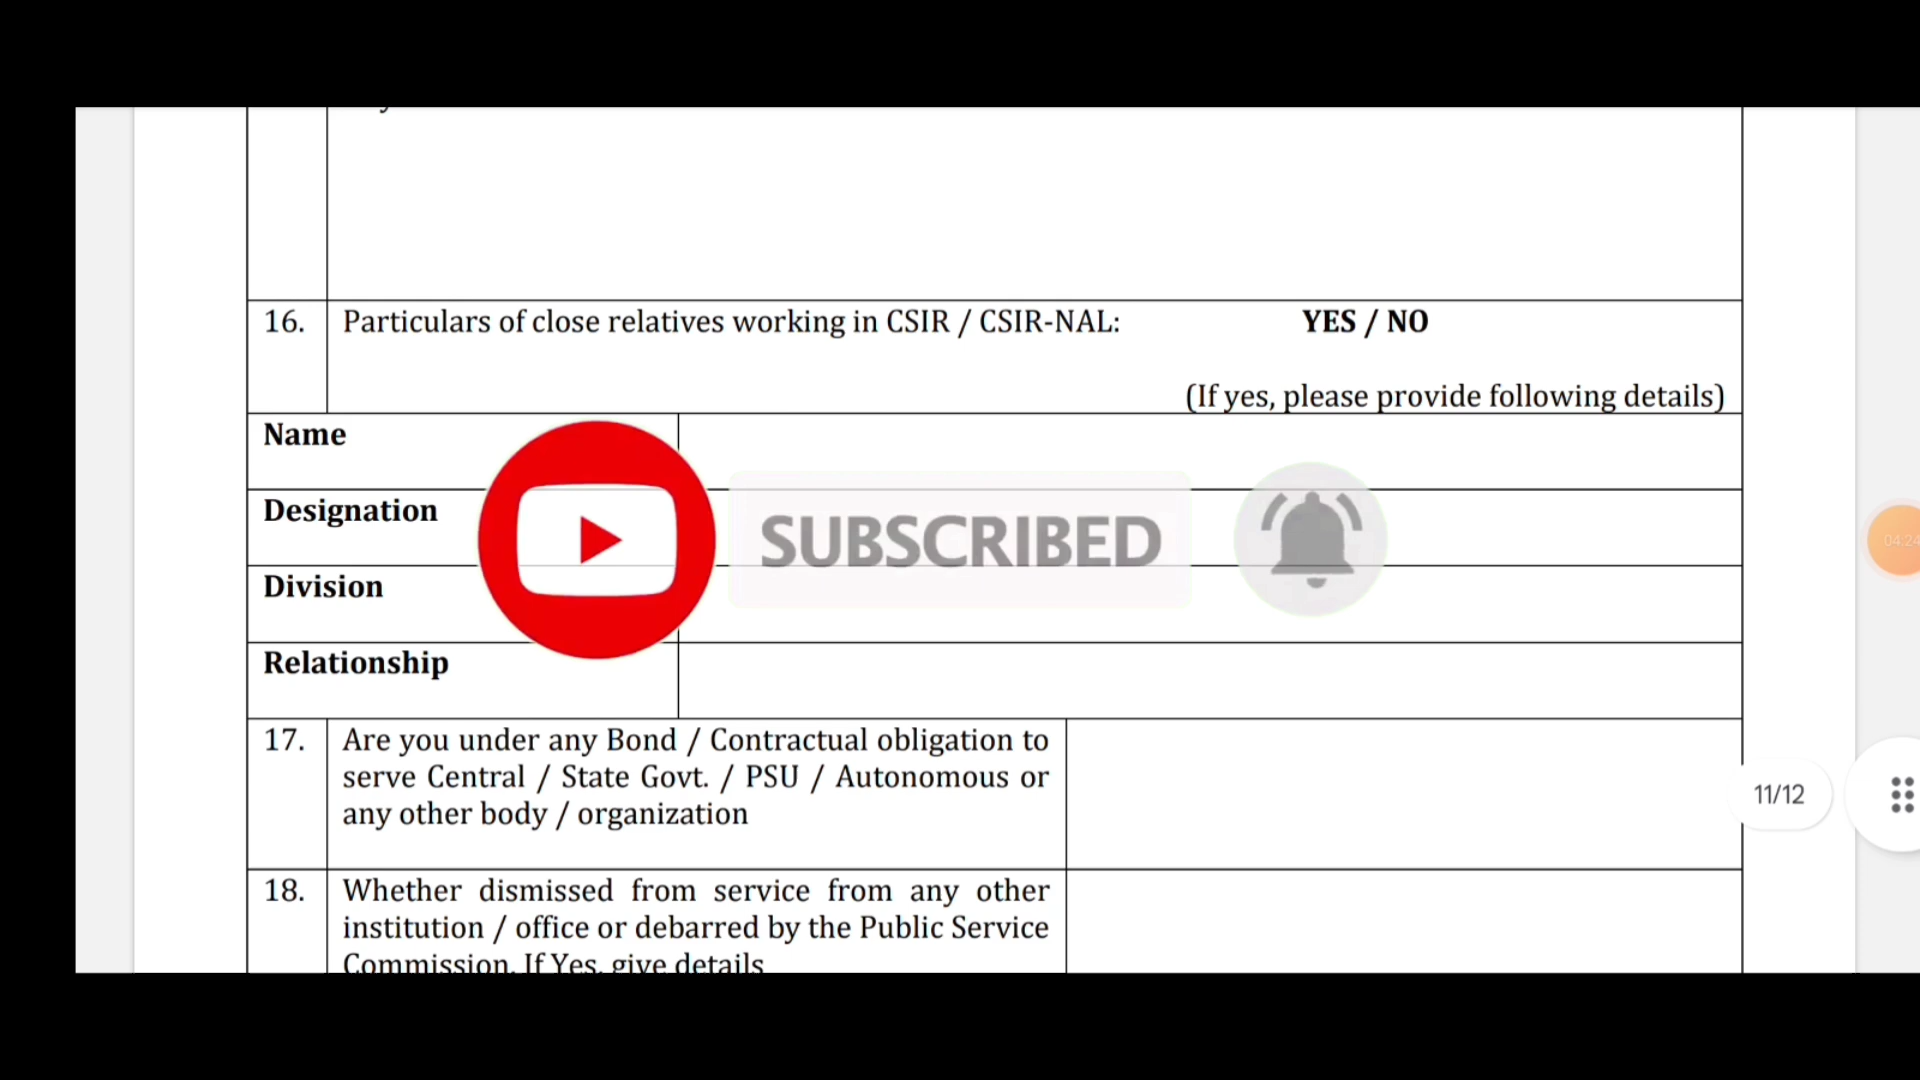 16. Particulars of close relatives working in CSIR / CSIR-NAL: YES / NO
(If yes, please provide following details)
Name
Designation
Division
Relationship
SUBSCRIBED
04:24
17. Are you under any Bond / Contractual obligation to
serve Central / State Govt. / PSU / Autonomous or
any other body / organization
11/12
18. Whether dismissed from service from any other
institution / office or debarred by the Public Service
Commission. If Yes, give details